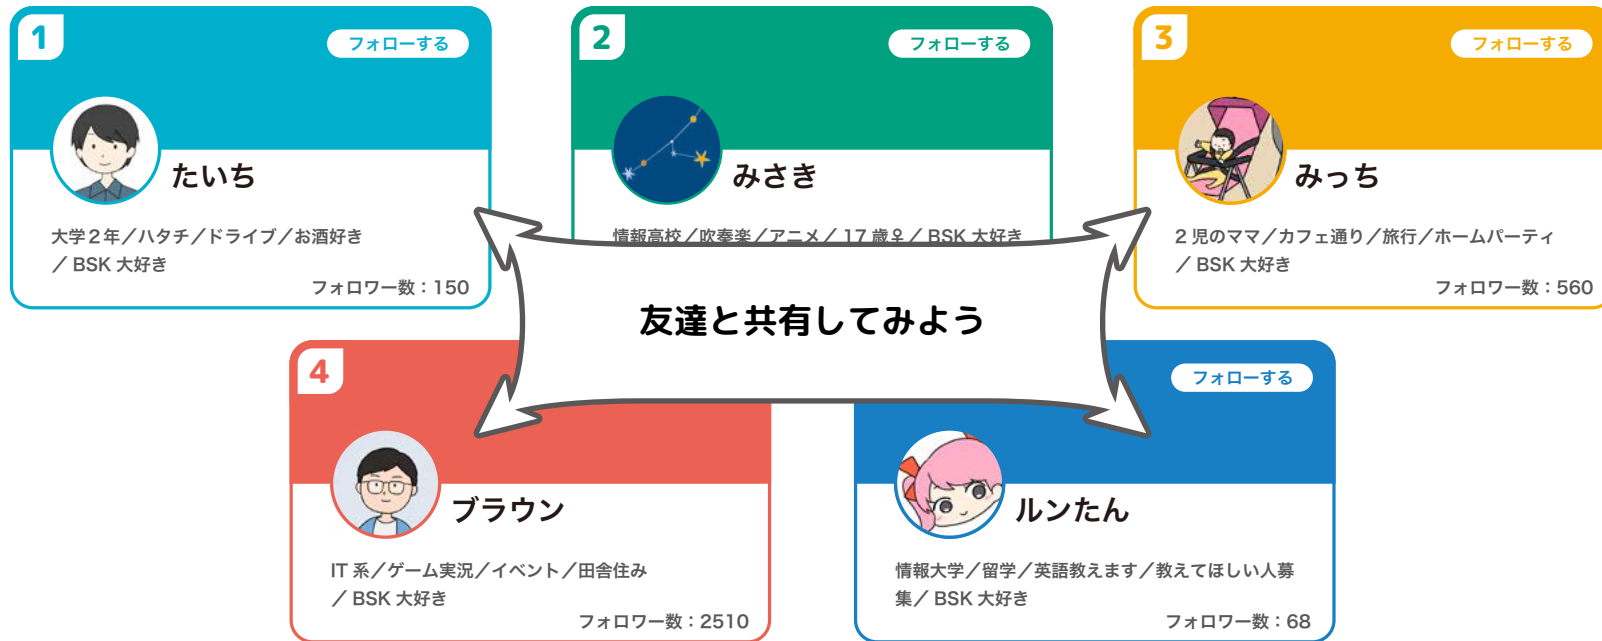 1
フォローする
たいち
大学2年／ハタチ／ドライブ／お酒好き
／ BSK 大好き
フォロワー数：150
2
フォローする
みさき
情報高校／吹奏楽／アニメ／ 17 歳♀／ BSK 大好き
3
フォローする
みっち
2 児のママ／カフェ通り／旅行／ホームパーティ
／ BSK 大好き
フォロワー数：560
友達と共有してみよう
4
ブラウン
IT 系／ゲーム実況／イベント／田舎住み
／ BSK 大好き
フォロワー数：2510
フォローする
ルンたん
情報大学／留学／英語教えます／教えてほしい人募
集／ BSK 大好き
フォロワー数：68